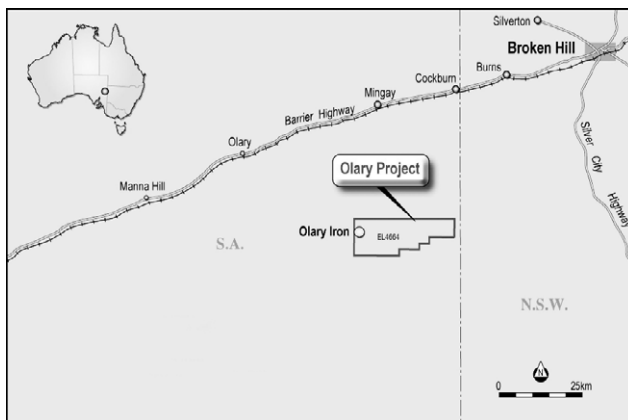 Silverton
Broken Hill
Burns
Cockburn
Mingay
Barrier Highway
Olary
Manna Hill
Silver City Highway
Olary Project
Olary Iron
EL4664
S.A.
N.S.W.
N
0 25km